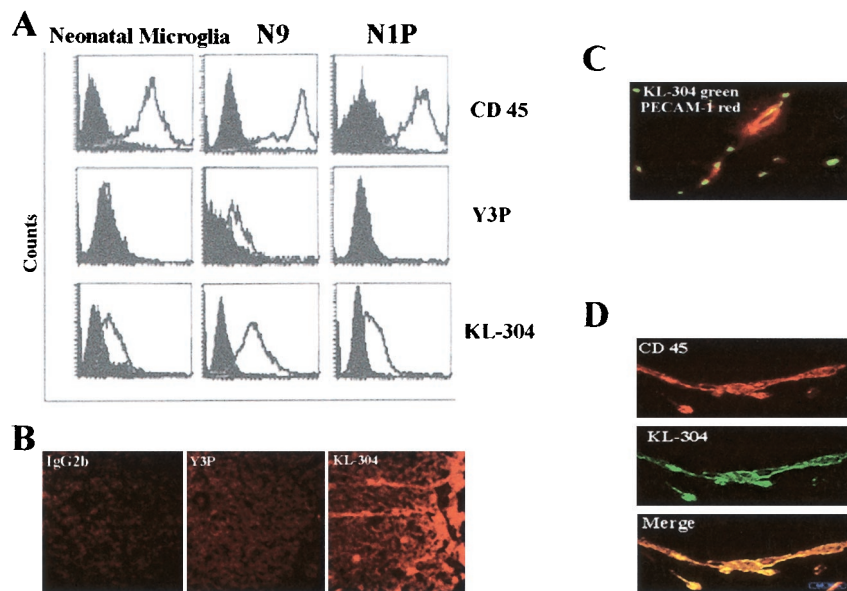 A
Neonatal Microglia
N9
N1P
CD 45
Y3P
KL-304
Counts
B
IgG2b
Y3P
KL-304
C
KL-304 green
PECAM-1 red
D
CD 45
KL-304
Merge